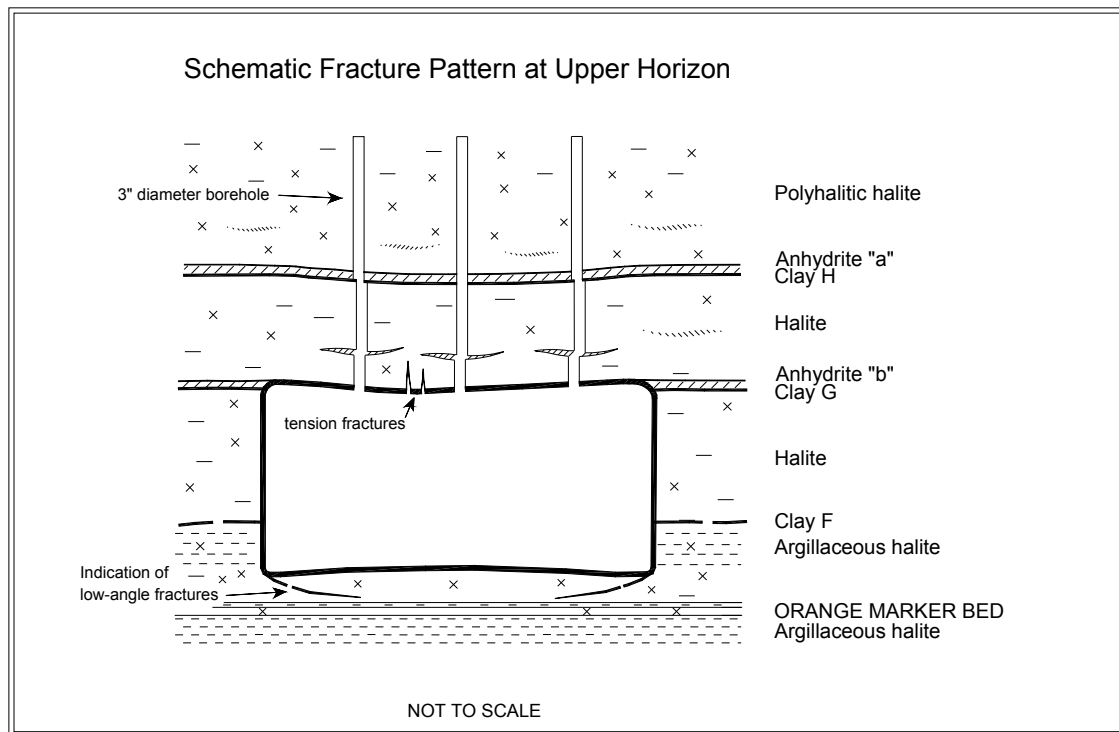 Schematic Fracture Pattern at Upper Horizon
3" diameter borehole
Polyhalitic halite
Anhydrite "a"
Clay H
Halite
Anhydrite "b"
Clay G
tension fractures
Halite
Clay F
Argillaceous halite
Indication of
low-angle fractures
ORANGE MARKER BED
Argillaceous halite
NOT TO SCALE